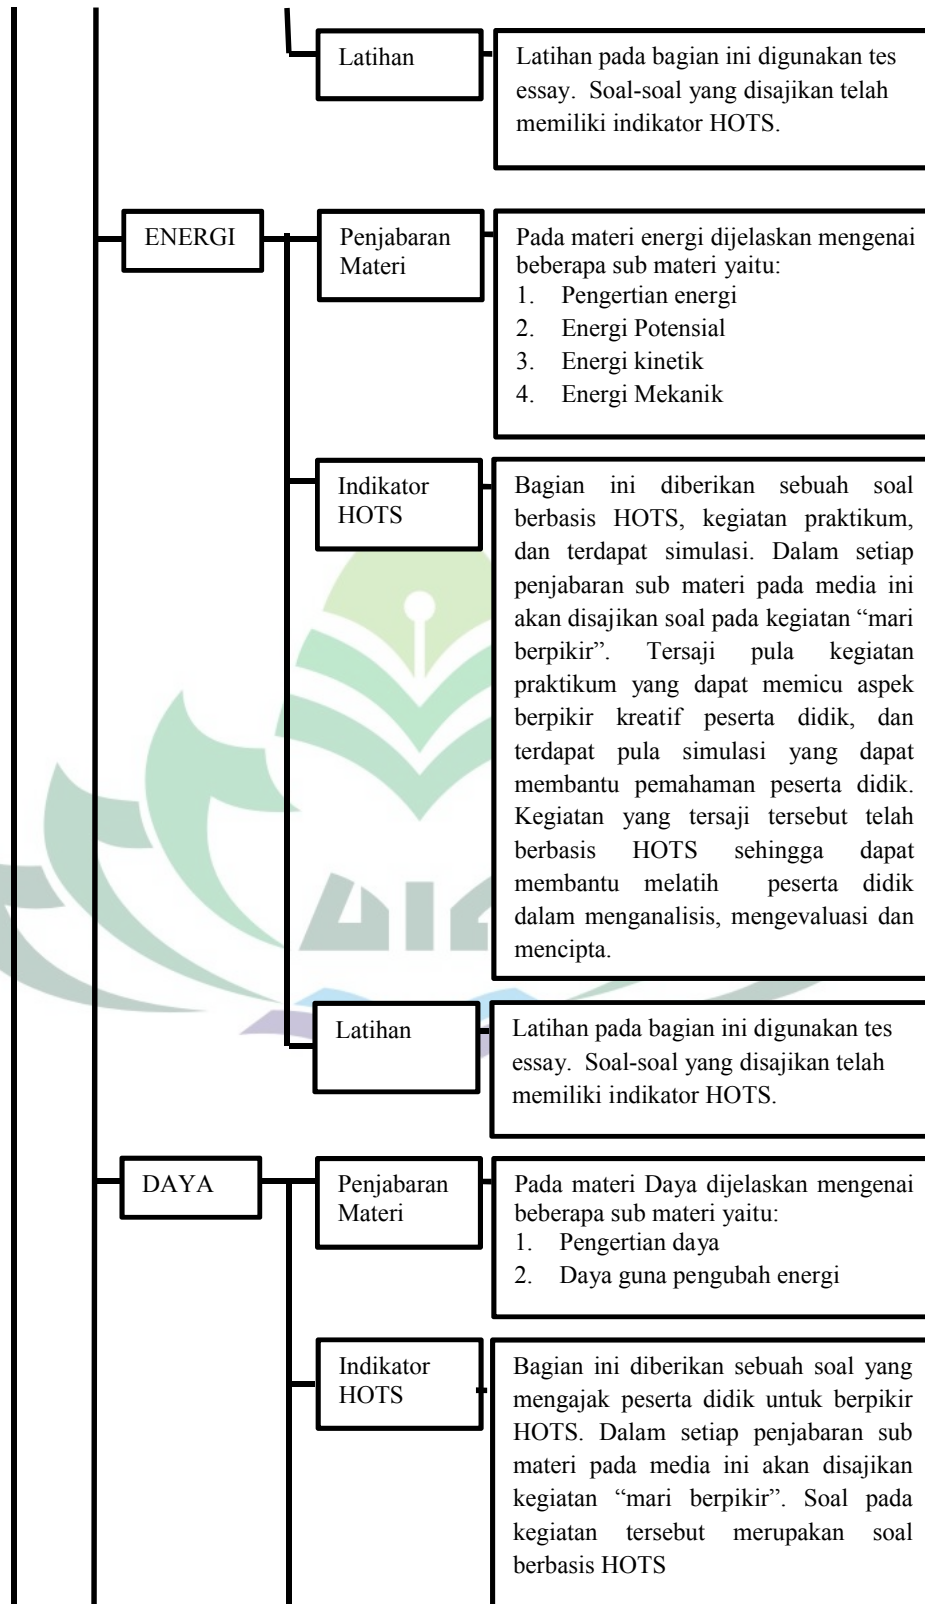 Latihan
Latihan pada bagian ini digunakan tes
essay. Soal-soal yang disajikan telah
memiliki indikator HOTS.
ENERGI
Penjabaran
Materi
Pada materi energi dijelaskan mengenai
beberapa sub materi yaitu:
1. Pengertian energi
2. Energi Potensial
3. Energi kinetik
4. Energi Mekanik
Indikator
HOTS
Bagian ini diberikan sebuah soal
berbasis HOTS, kegiatan praktikum,
dan terdapat simulasi. Dalam setiap
penjabaran sub materi pada media ini
akan disajikan soal pada kegiatan “mari
berpikir”. Tersaji pula kegiatan
praktikum yang dapat memicu aspek
berpikir kreatif peserta didik, dan
terdapat pula simulasi yang dapat
membantu pemahaman peserta didik.
Kegiatan yang tersaji tersebut telah
berbasis HOTS sehingga dapat
membantu melatih peserta didik
dalam menganalisis, mengevaluasi dan
mencipta.
Latihan
Latihan pada bagian ini digunakan tes
essay. Soal-soal yang disajikan telah
memiliki indikator HOTS.
DAYA
Penjabaran
Materi
Pada materi Daya dijelaskan mengenai
beberapa sub materi yaitu:
1. Pengertian daya
2. Daya guna pengubah energi
Indikator
HOTS
Bagian ini diberikan sebuah soal yang
mengajak peserta didik untuk berpikir
HOTS. Dalam setiap penjabaran sub
materi pada media ini akan disajikan
kegiatan “mari berpikir”. Soal pada
kegiatan tersebut merupakan soal
berbasis HOTS